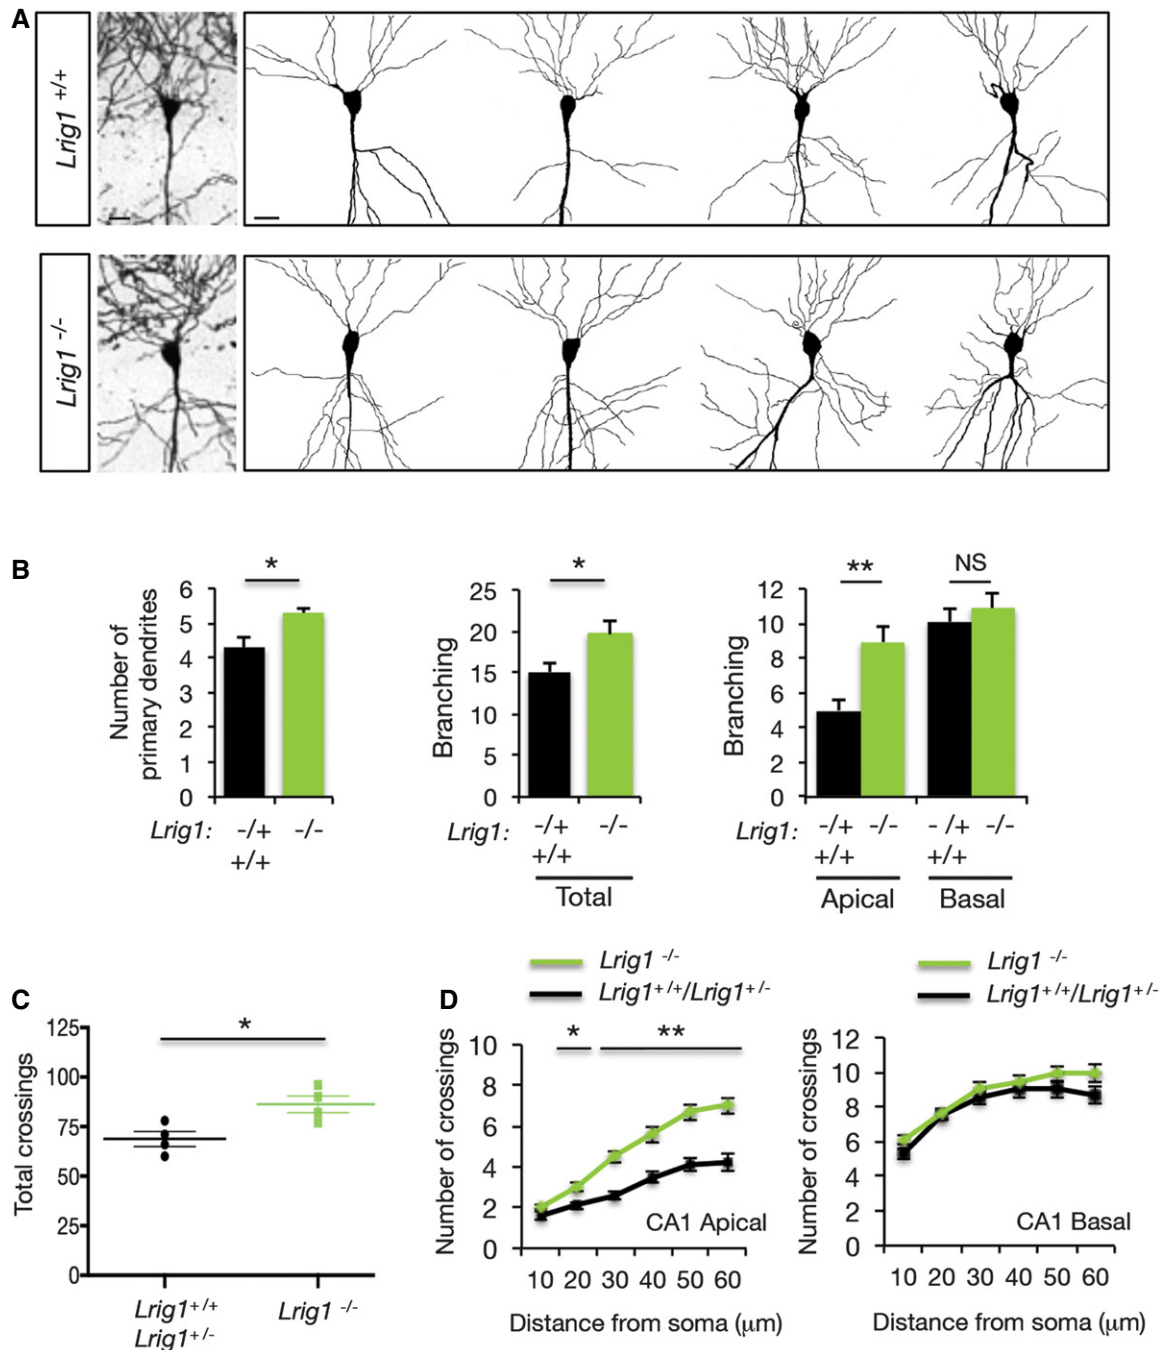 A
Lrig1 +/+
Lrig1 -/-
B
Number of primary dendrites
6
5
4
3
2
1
0
*
Lrig1: -/+ -/-
+/+
Branching
25
20
15
10
5
0
*
Lrig1: -/+ -/-
+/+
Total
Branching
12
10
8
6
4
2
0
** NS
Lrig1: -/+ -/- - /+ -/-
+/+ +/+
Apical Basal
C
Total crossings
125
100
75
50
25
0
*
Lrig1+/+ Lrig1 -/-
Lrig1+/-
D
Lrig1 -/-
Lrig1+/+/Lrig1+/-
Number of crossings
10
8
6
4
2
0
* **
CA1 Apical
10 20 30 40 50 60
Distance from soma (µm)
Lrig1 -/-
Lrig1+/+/Lrig1+/-
Number of crossings
12
10
8
6
4
2
0
CA1 Basal
10 20 30 40 50 60
Distance from soma (µm)